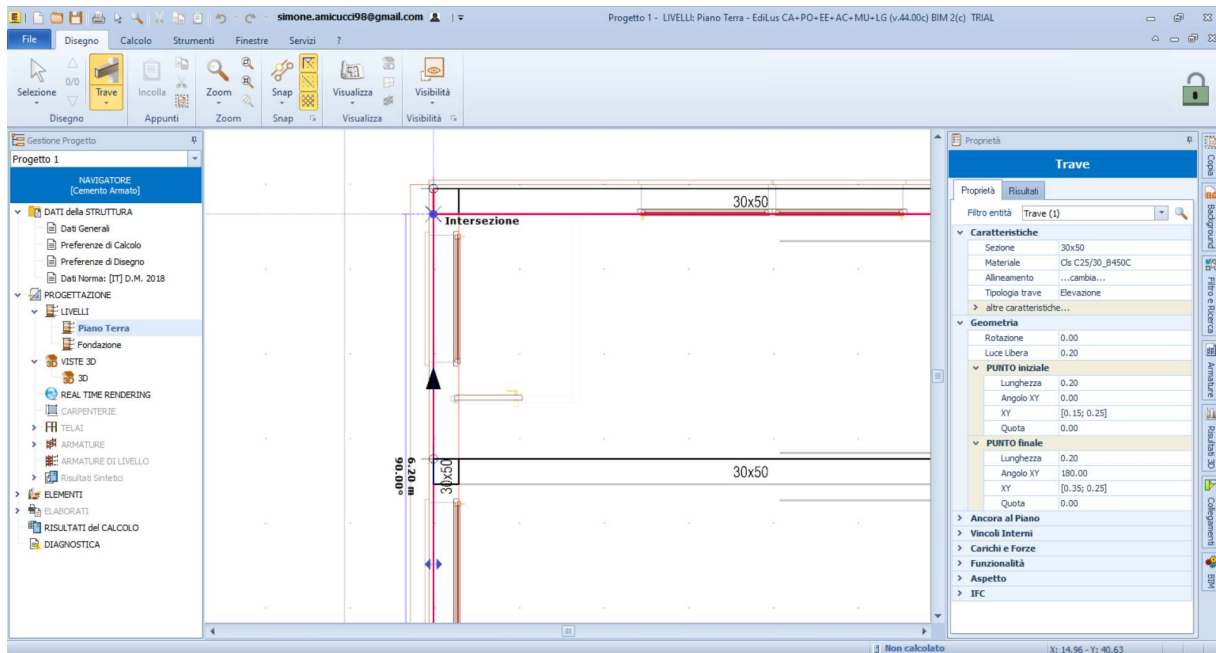 simone.amicucci98@gmail.com
Progetto 1 - LIVELLI: Piano Terra - EdiLus CA+PO+EE+AC+MU+LG (v.44.00c) BIM 2(c) TRIAL
File Disegno Calcolo Strumenti Finestre Servizi ?
Selezione 0/0 Trave Incolla Zoom Snap Visualizza Visibilità
Disegno Appunti Zoom Snap Visualizza Visibilità
Gestione Progetto
Progetto 1
NAVIGATORE
[Cemento Armato]
DATI della STRUTTURA
Dati Generali
Preferenze di Calcolo
Preferenze di Disegno
Dati Norma: [IT] D.M. 2018
PROGETTAZIONE
LIVELLI
Piano Terra
Fondazione
VISTE 3D
3D
REAL TIME RENDERING
CARPENTERIE
TELAI
ARMATURE
ARMATURE DI LIVELLO
Risultati Sintetici
ELEMENTI
ELABORATI
RISULTATI del CALCOLO
DIAGNOSTICA
30x50
Intersezione
30x50
30x50
6.20 m
90.00°
Proprietà
Trave
Proprietà Risultati
Filtro entità Trave (1)
Caratteristiche
Sezione 30x50
Materiale Cls C25/30_B450C
Allineamento ...cambia...
Tipologia trave Elevazione
altre caratteristiche...
Geometria
Rotazione 0.00
Luce Libera 0.20
PUNTO iniziale
Lunghezza 0.20
Angolo XY 0.00
XY [0.15; 0.25]
Quota 0.00
PUNTO finale
Lunghezza 0.20
Angolo XY 180.00
XY [0.35; 0.25]
Quota 0.00
Ancora al Piano
Vincoli Interni
Carichi e Forze
Funzionalità
Aspetto
IFC
Copia
Background
Filtro e Ricerca
Armature
Risultati 3D
Collegamenti
BIM
Non calcolato
X: 14.96 - Y: 40.63